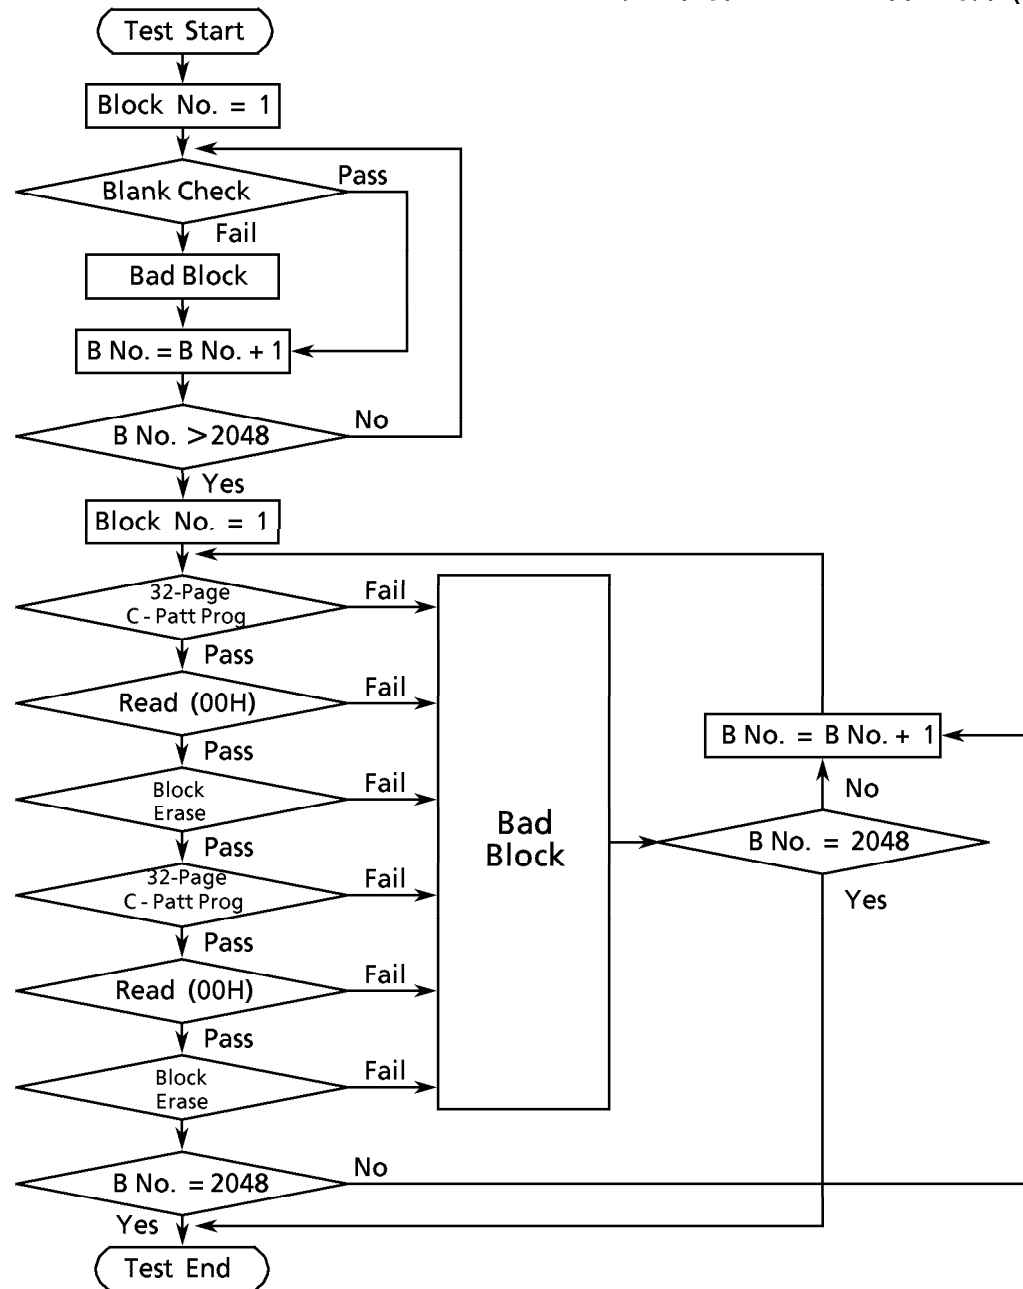 Test Start
Block No. = 1
Blank Check
Pass
Fail
Bad Block
B No. = B No. + 1
B No. > 2048
No
Yes
Block No. = 1
32-Page
C - Patt Prog
Fail
Pass
Read (00H)
Fail
Pass
Block
Erase
Fail
Pass
32-Page
C - Patt Prog
Fail
Pass
Read (00H)
Fail
Pass
Block
Erase
Fail
Bad
Block
B No. = B No. + 1
No
B No. = 2048
Yes
B No. = 2048
No
Yes
Test End